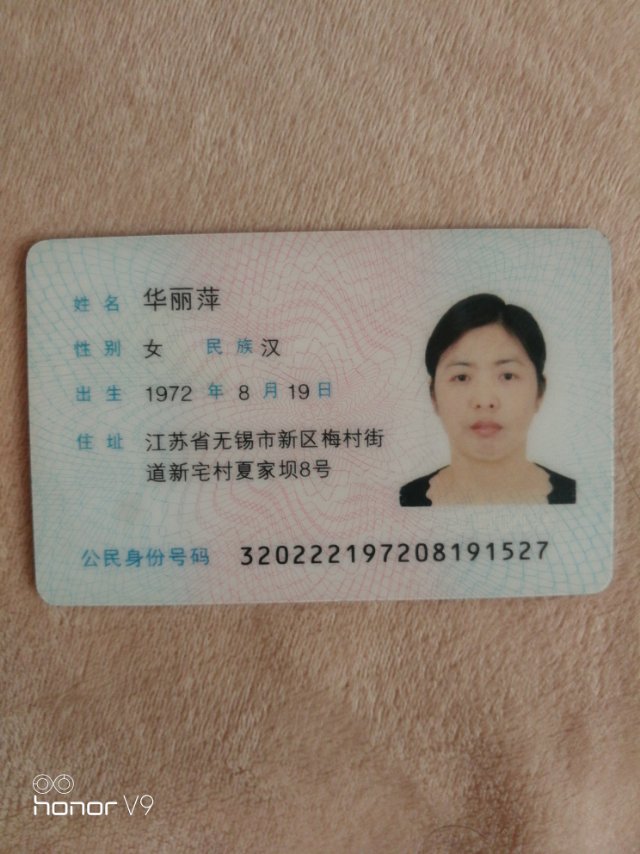 姓名 华丽萍
性别 女 民族 汉
出生 1972 年 8 月 19 日
住址 江苏省无锡市新区梅村街
道新宅村夏家坝8号
公民身份号码 320222197208191527
honor V9